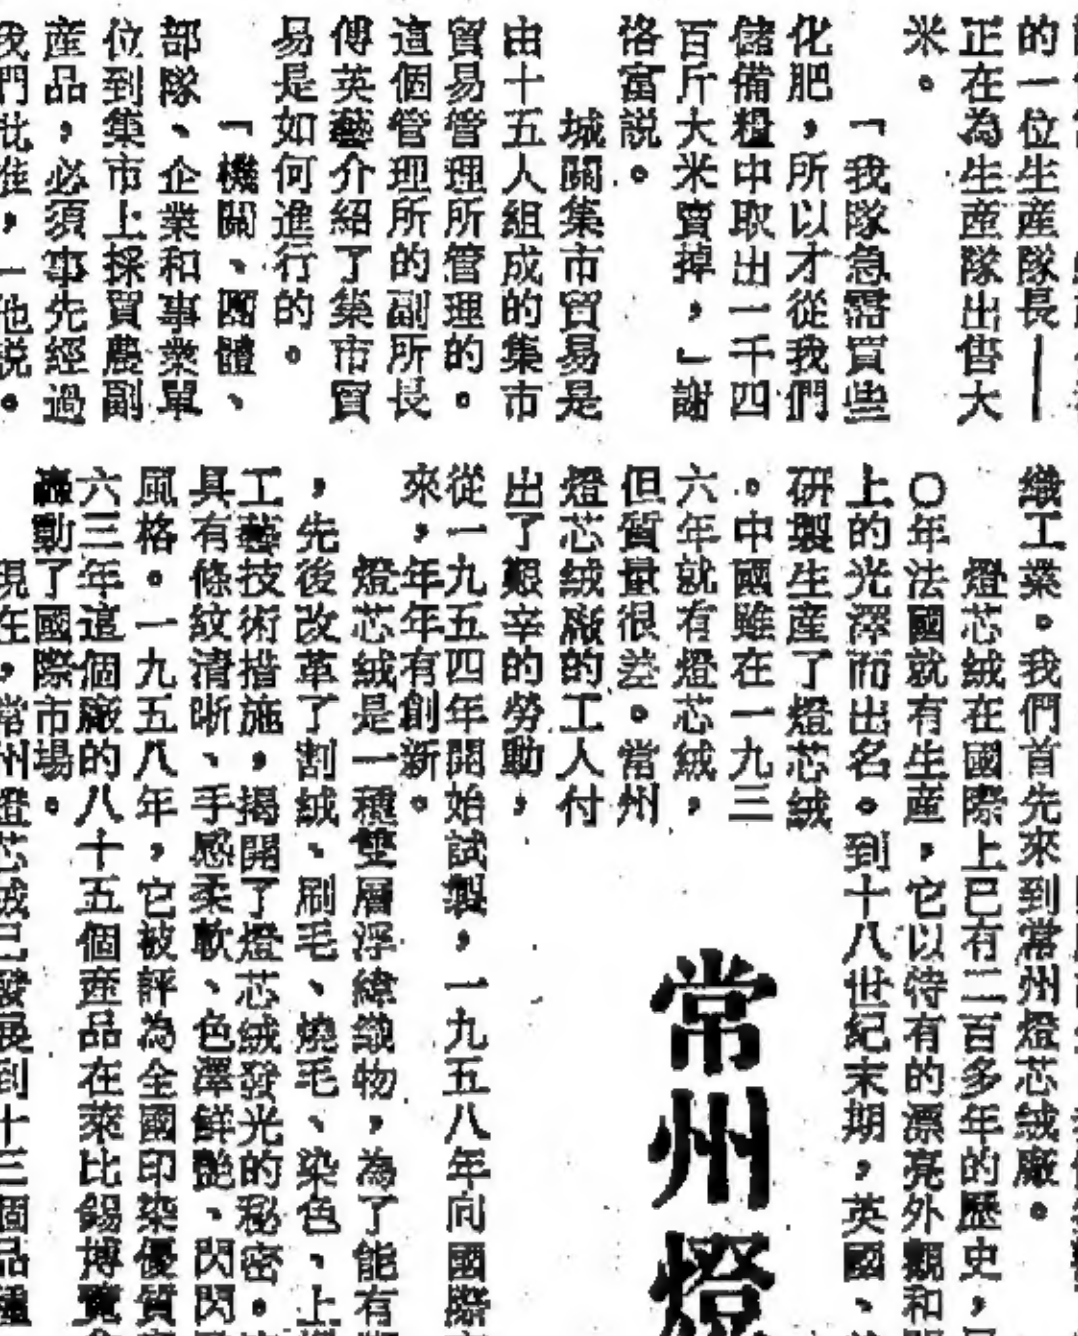 的一位生産隊長——
正在為生産隊出售大
米。
「我隊急需買些
化肥，所以才從我們
儲備糧中取出一千四
百斤大米賣掉，」謝
洛富說。
城關集市貿易是
由十五人組成的集市
貿易管理所管理的。
這個管理所的副所長
傅英藝介紹了集市貿
易是如何進行的。
「機關、團體、
部隊、企業和事業單
位到集市上採買農副
産品，必須事先經過
我們批准，」他說。
織工業。我們首先來到常州燈芯絨廠。
燈芯絨在國際上已有二百多年的歷史，
〇年法國就有生産，它以特有的漂亮外觀和
上的光澤而出名。到十八世紀末期，英國、
研製生産了燈芯絨
。中國雖在一九三
六年就有燈芯絨，
但質量很差。常州
燈芯絨廠的工人付
出了艱辛的勞動，
常州燈
從一九五四年開始試製，一九五八年向國際
來，年年有創新。
燈芯絨是一種雙層浮緯織物，為了能有
，先後改革了割絨、刷毛、燒毛、染色、上
工藝技術措施，揭開了燈芯絨發光的秘密。
具有條紋清晰、手感柔軟、色澤鮮艷、閃閃
風格。一九五八年，它被評為全國印染優質
六三年這個廠的八十五個産品在萊比錫博覽
轟動了國際市場。
現在，常州燈芯絨已發展到十三個品種